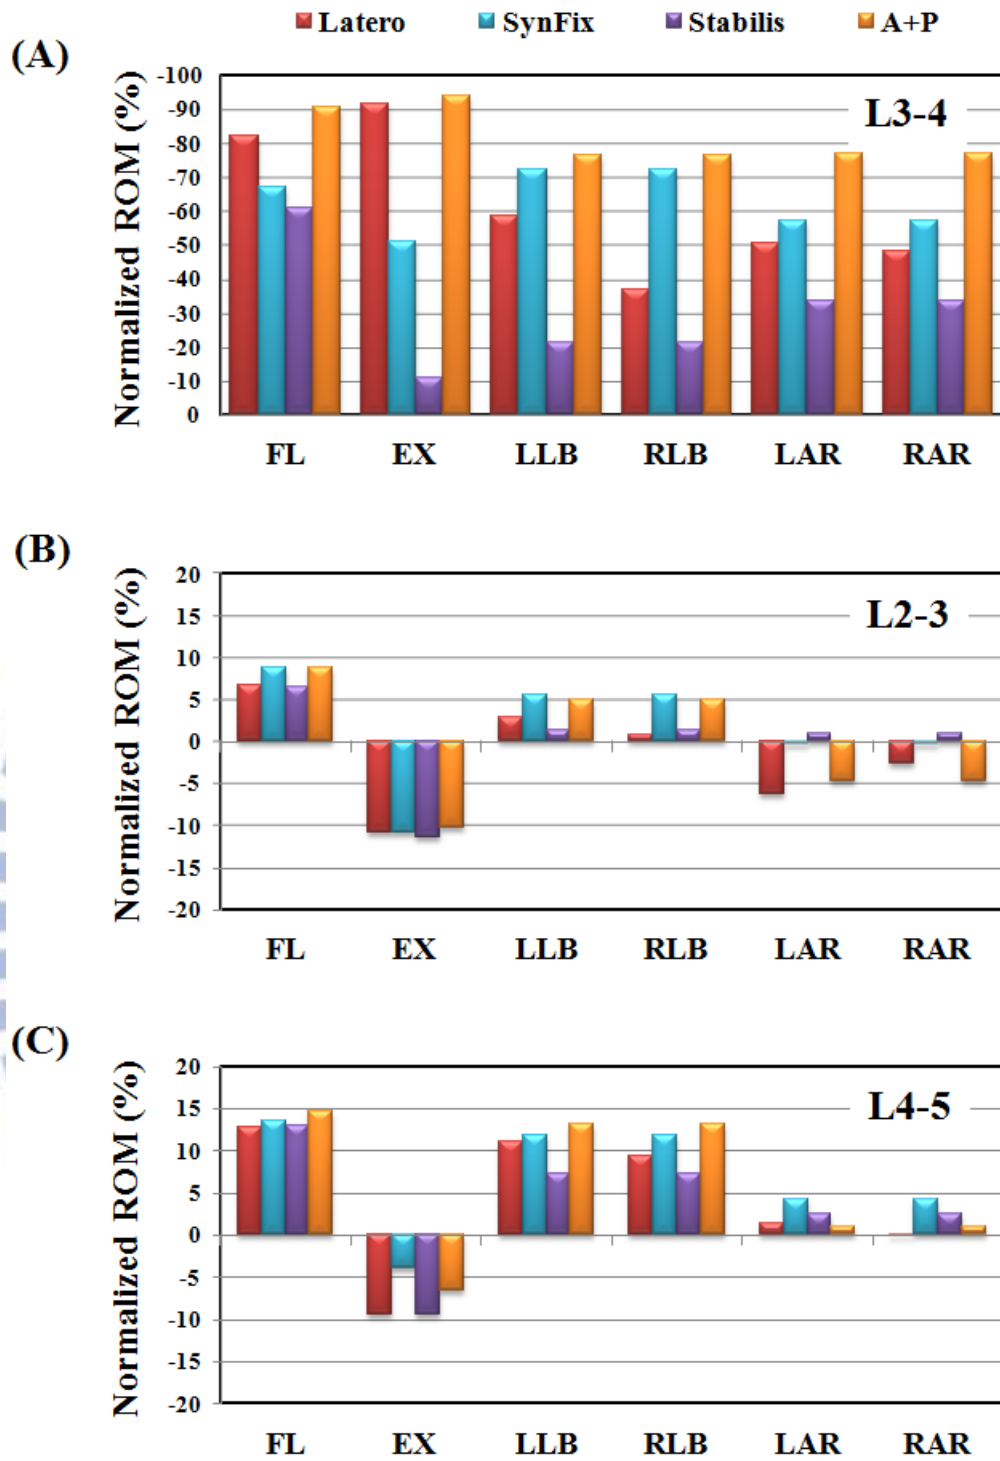 Latero SynFix Stabilis A+P
(A)
Normalized ROM (%)
-100
-90
-80
-70
-60
-50
-40
-30
-20
-10
0
L3-4
FL EX LLB RLB LAR RAR
(B)
Normalized ROM (%)
20
15
10
5
0
-5
-10
-15
-20
L2-3
FL EX LLB RLB LAR RAR
(C)
Normalized ROM (%)
20
15
10
5
0
-5
-10
-15
-20
L4-5
FL EX LLB RLB LAR RAR